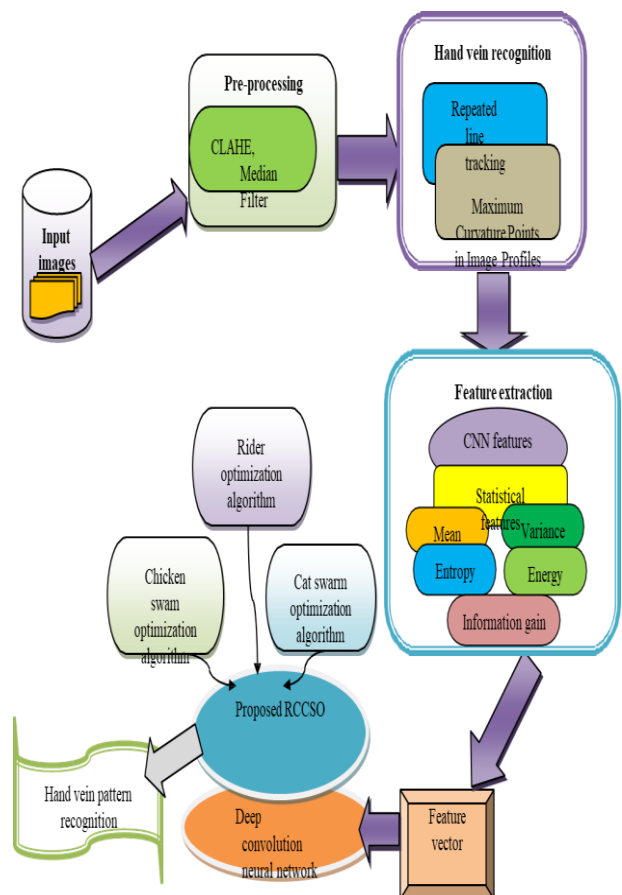 Hand vein recognition
Repeated
line
tracking
Maximum
Curvature Points
in Image Profiles
Pre-processing
CLAHE,
Median
Filter
Input
images
Feature extraction
CNN features
Statistical
features
Mean
Variance
Entropy
Energy
Information gain
Rider
optimization
algorithm
Chicken
swam
optimization
algorithm
Cat swarm
optimization
algorithm
Proposed RCCSO
Hand vein pattern
recognition
Deep
convolution
neural network
Feature
vector